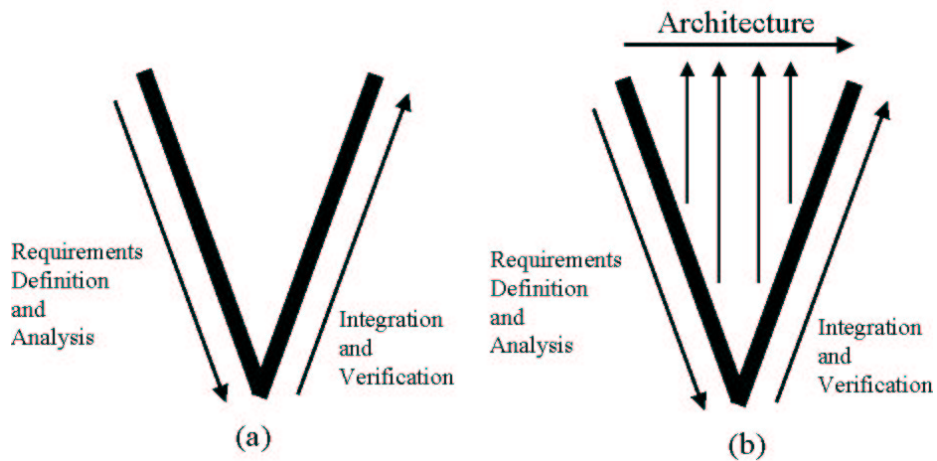 Requirements
Definition
and
Analysis
Integration
and
Verification
(a)
Architecture
Requirements
Definition
and
Analysis
Integration
and
Verification
(b)